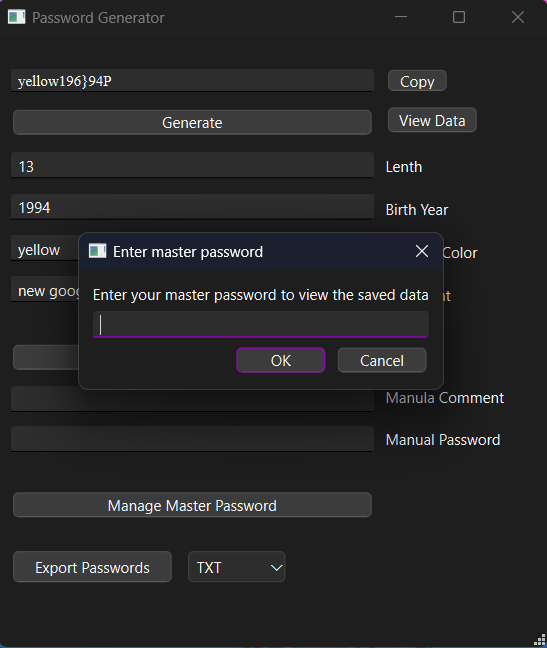 Password Generator
yellow196}94P
Copy
Generate
View Data
13
Lenth
1994
Birth Year
Enter master password
yellow
Color
Enter your master password to view the saved data
new goog
OK
Cancel
Manula Comment
Manual Password
Manage Master Password
Export Passwords
TXT